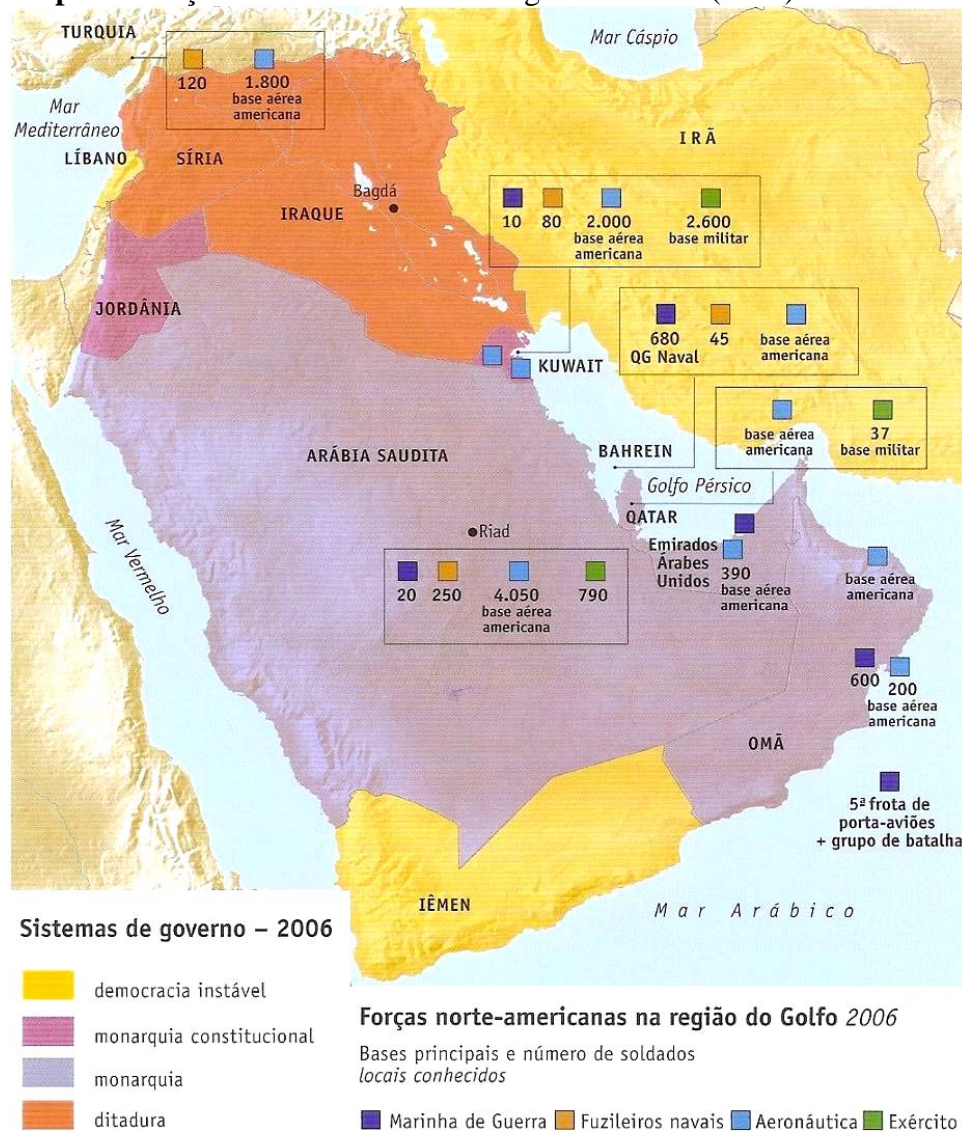 TURQUIA
120
1.800
base aérea
americana
Mar Cáspio
Mar
Mediterrâneo
LÍBANO
SÍRIA
IRÃ
Bagdá
IRAQUE
10
80
2.000
base aérea
americana
2.600
base militar
JORDÂNIA
680
QG Naval
45
base aérea
americana
KUWAIT
base aérea
americana
37
base militar
ARÁBIA SAUDITA
BAHREIN
Golfo Pérsico
QATAR
Riad
Mar Vermelho
Emirados
Árabes
Unidos
390
base aérea
americana
base aérea
americana
20
250
4.050
base aérea
americana
790
600
200
base aérea
americana
OMÃ
5ª frota de
porta-aviões
+ grupo de batalha
IÊMEN
Mar Arábico
Sistemas de governo – 2006
democracia instável
monarquia constitucional
monarquia
ditadura
Forças norte-americanas na região do Golfo 2006
Bases principais e número de soldados
locais conhecidos
Marinha de Guerra Fuzileiros navais Aeronáutica Exército